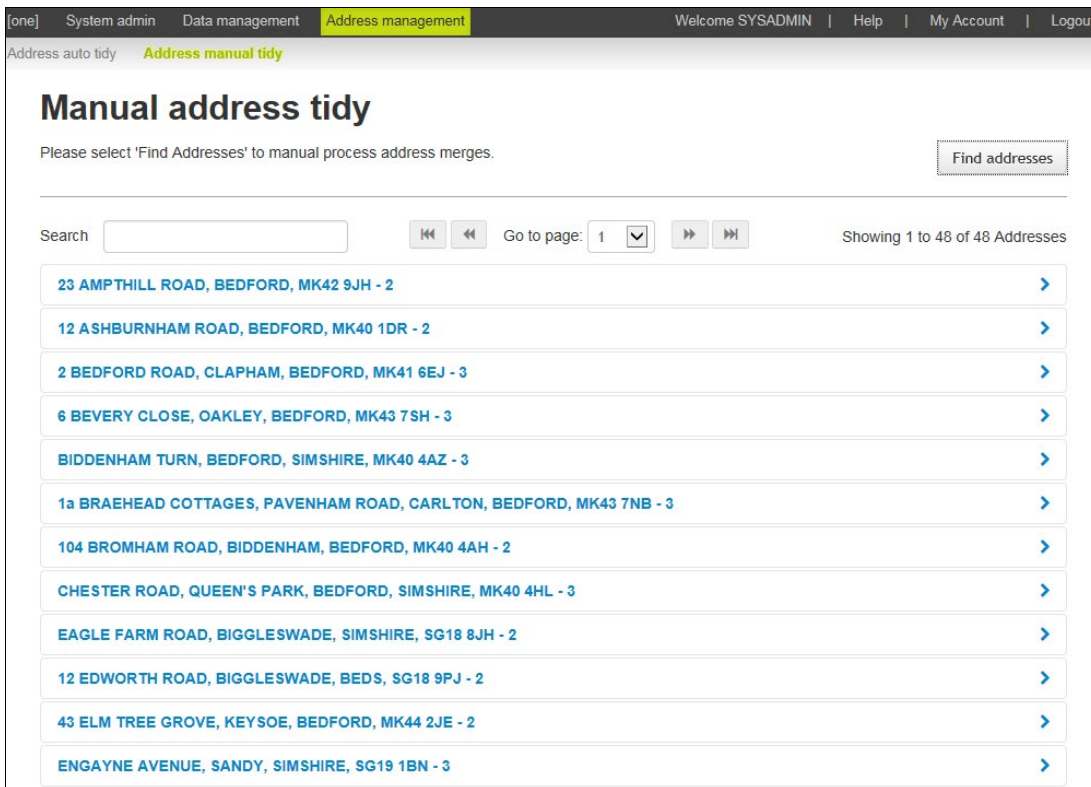 [one] System admin Data management Address management Welcome SYSADMIN | Help | My Account | Logou
Address auto tidy Address manual tidy
Manual address tidy
Please select 'Find Addresses' to manual process address merges.
Find addresses
Search Go to page: 1 Showing 1 to 48 of 48 Addresses
23 AMPTHILL ROAD, BEDFORD, MK42 9JH - 2
12 ASHBURNHAM ROAD, BEDFORD, MK40 1DR - 2
2 BEDFORD ROAD, CLAPHAM, BEDFORD, MK41 6EJ - 3
6 BEVERY CLOSE, OAKLEY, BEDFORD, MK43 7SH - 3
BIDDENHAM TURN, BEDFORD, SIMSHIRE, MK40 4AZ - 3
1a BRAEHEAD COTTAGES, PAVENHAM ROAD, CARLTON, BEDFORD, MK43 7NB - 3
104 BROMHAM ROAD, BIDDENHAM, BEDFORD, MK40 4AH - 2
CHESTER ROAD, QUEEN'S PARK, BEDFORD, SIMSHIRE, MK40 4HL - 3
EAGLE FARM ROAD, BIGGLESWADE, SIMSHIRE, SG18 8JH - 2
12 EDWORTH ROAD, BIGGLESWADE, BEDS, SG18 9PJ - 2
43 ELM TREE GROVE, KEYSOE, BEDFORD, MK44 2JE - 2
ENGAYNE AVENUE, SANDY, SIMSHIRE, SG19 1BN - 3